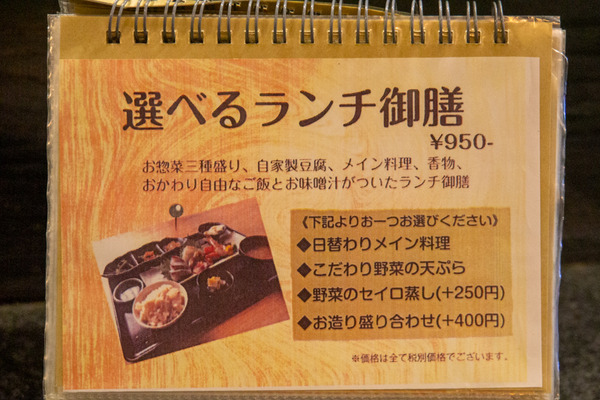 選べるランチ御膳
¥950-
お惣菜三種盛り、自家製豆腐、メイン料理、香物、
おかわり自由なご飯とお味噌汁がついたランチ御膳
《下記よりお一つお選びください》
◆日替わりメイン料理
◆こだわり野菜の天ぷら
◆野菜のセイロ蒸し(+250円)
◆お造り盛り合わせ(+400円)
※価格は全て税別価格でございます。